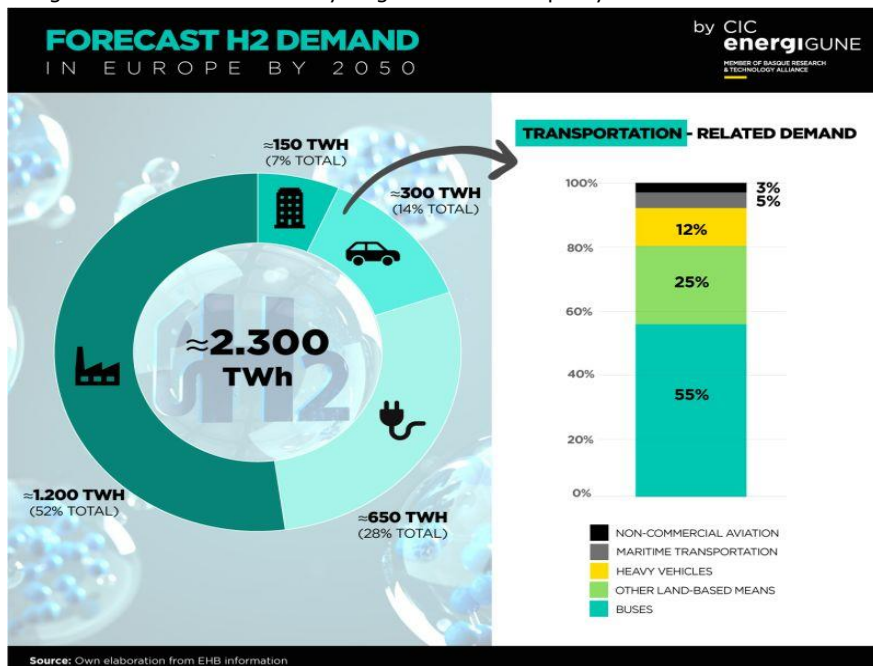 FORECAST H2 DEMAND
IN EUROPE BY 2050
by CIC
energiGUNE
MEMBER OF BASQUE RESEARCH
& TECHNOLOGY ALLIANCE
≈150 TWH
(7% TOTAL)
≈300 TWH
(14% TOTAL)
≈2.300
TWh
H2
≈1.200 TWH
(52% TOTAL)
≈650 TWH
(28% TOTAL)
TRANSPORTATION - RELATED DEMAND
100%
80%
60%
40%
20%
0%
3%
5%
12%
25%
55%
NON-COMMERCIAL AVIATION
MARITIME TRANSPORTATION
HEAVY VEHICLES
OTHER LAND-BASED MEANS
BUSES
Source: Own elaboration from EHB information